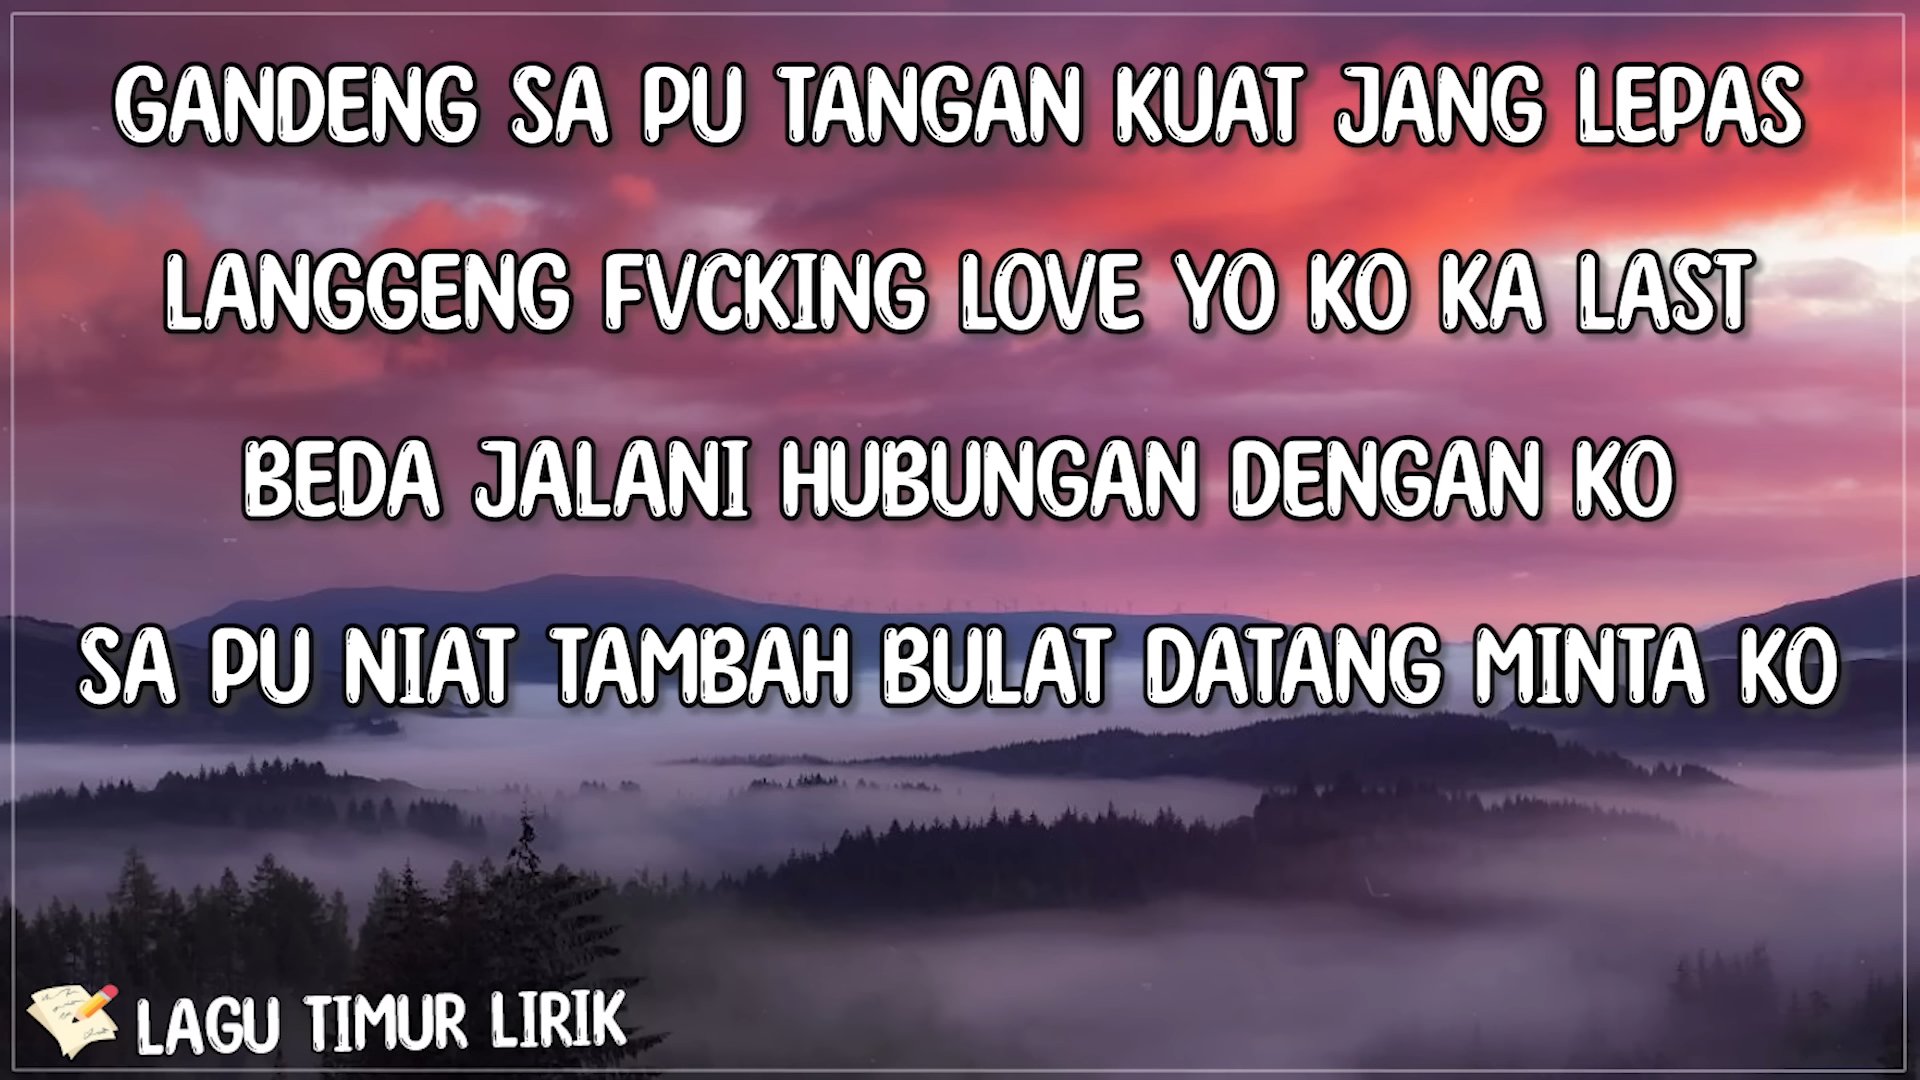 GANDENG SA PU TANGAN KUAT JANG LEPAS
LANGGENG FVCKING LOVE YO KO KA LAST
BEDA JALANI HUBUNGAN DENGAN KO
SA PU NIAT TAMBAH BULAT DATANG MINTA KO
LAGU TIMUR LIRIK